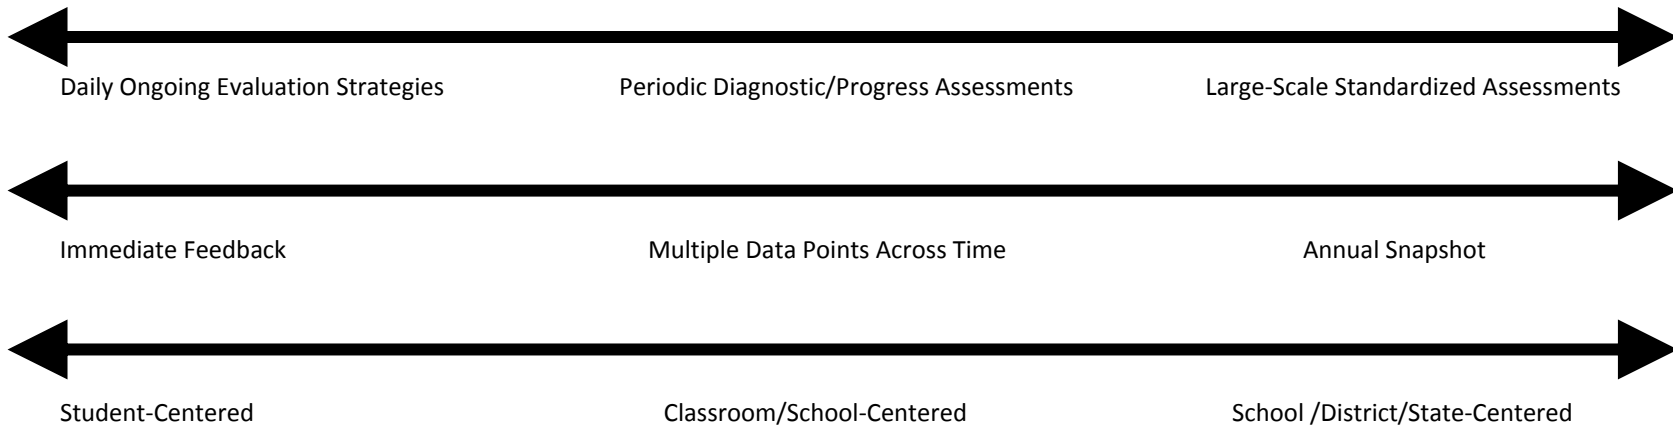 Daily Ongoing Evaluation Strategies Periodic Diagnostic/Progress Assessments Large-Scale Standardized Assessments
Immediate Feedback Multiple Data Points Across Time Annual Snapshot
Student-Centered Classroom/School-Centered School /District/State-Centered